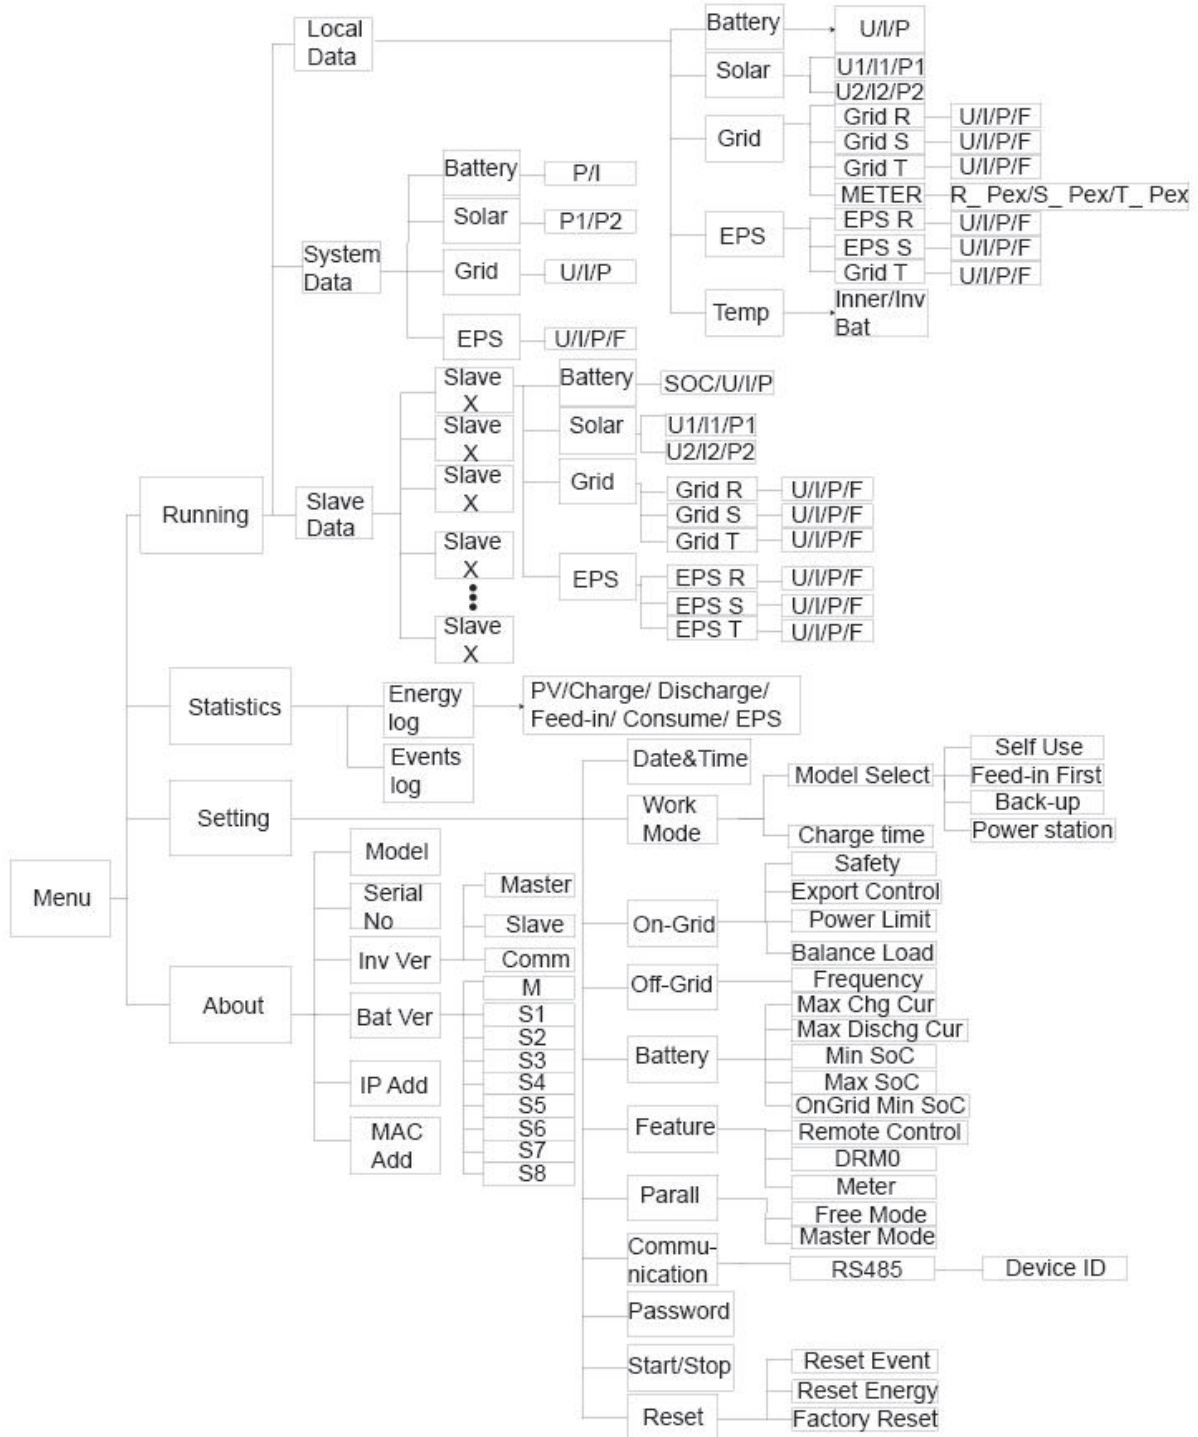 Local
Data
Battery
U/I/P
Solar
U1/I1/P1
U2/I2/P2
Grid
Grid R
U/I/P/F
Grid S
U/I/P/F
Grid T
U/I/P/F
METER
R_ Pex/S_ Pex/T_ Pex
EPS
EPS R
U/I/P/F
EPS S
U/I/P/F
Grid T
U/I/P/F
Temp
Inner/Inv
Bat
System
Data
Battery
P/I
Solar
P1/P2
Grid
U/I/P
EPS
U/I/P/F
Running
Slave
Data
Slave
X
Slave
X
Slave
X
Slave
X
Slave
X
Battery
SOC/U/I/P
Solar
U1/I1/P1
U2/I2/P2
Grid
Grid R
U/I/P/F
Grid S
U/I/P/F
Grid T
U/I/P/F
EPS
EPS R
U/I/P/F
EPS S
U/I/P/F
EPS T
U/I/P/F
Statistics
Energy
log
PV/Charge/ Discharge/
Feed-in/ Consume/ EPS
Events
log
Setting
Date&Time
Work
Mode
Model Select
Self Use
Feed-in First
Back-up
Power station
Charge time
On-Grid
Safety
Export Control
Power Limit
Balance Load
Off-Grid
Frequency
Battery
Max Chg Cur
Max Dischg Cur
Min SoC
Max SoC
OnGrid Min SoC
Feature
Remote Control
DRM0
Meter
Parall
Free Mode
Master Mode
Commu-
nication
RS485
Device ID
Password
Start/Stop
Reset
Reset Event
Reset Energy
Factory Reset
Menu
About
Model
Serial
No
Inv Ver
Master
Slave
Comm
Bat Ver
M
S1
S2
S3
S4
S5
S6
S7
S8
IP Add
MAC
Add